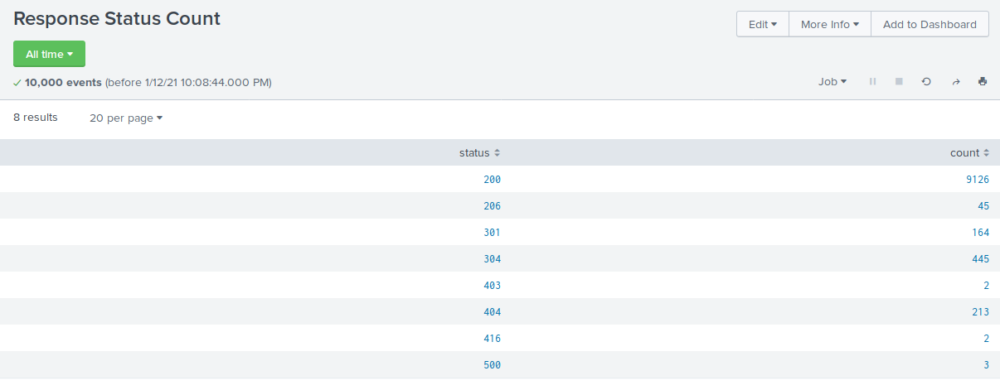 Response Status Count
Edit More Info Add to Dashboard
All time
10,000 events (before 1/12/21 10:08:44.000 PM)
Job
8 results 20 per page
status count
200 9126
206 45
301 164
304 445
403 2
404 213
416 2
500 3